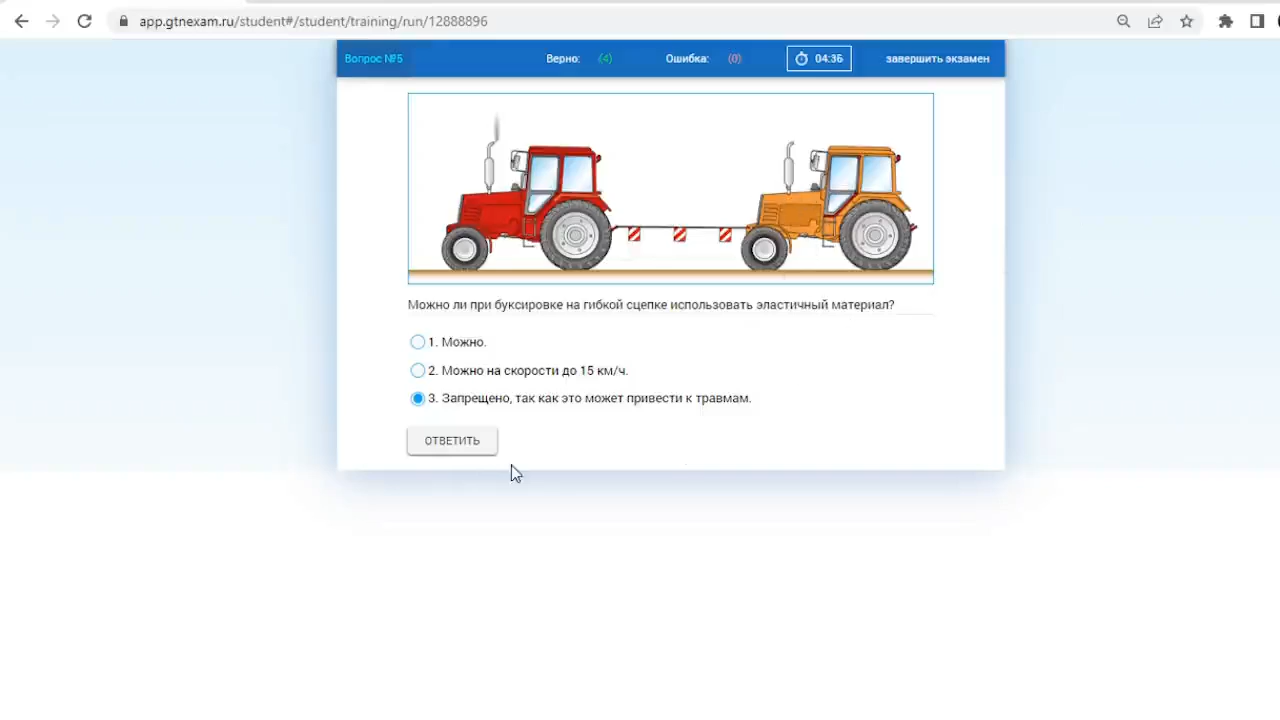 app.gtnexam.ru/student#/student/training/run/12888896
Вопрос №5 Верно: (4) Ошибка: (0) 04:36 завершить экзамен
Можно ли при буксировке на гибкой сцепке использовать эластичный материал?
1. Можно.
2. Можно на скорости до 15 км/ч.
3. Запрещено, так как это может привести к травмам.
ОТВЕТИТЬ